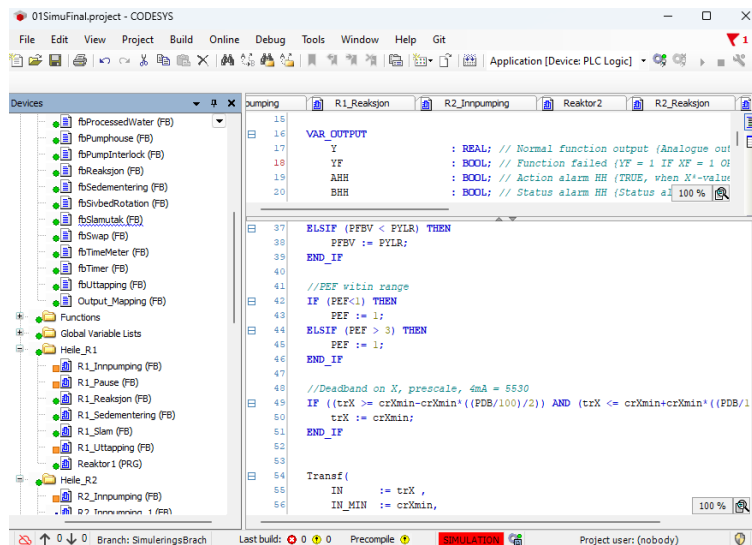 01SimuFinal.project - CODESYS
File Edit View Project Build Online Debug Tools Window Help Git
1
Application [Device: PLC Logic]
Devices
fbProcessedWater (FB)
fbPumphouse (FB)
fbPumpInterlock (FB)
fbReaksjon (FB)
fbSedementering (FB)
fbSivbedRotation (FB)
fbSlamutak (FB)
fbSwap (FB)
fbTimeMeter (FB)
fbTimer (FB)
fbUttapping (FB)
Output_Mapping (FB)
Functions
Global Variable Lists
Heile_R1
R1_Innpumping (FB)
R1_Pause (FB)
R1_Reaksjon (FB)
R1_Sedementering (FB)
R1_Slam (FB)
R1_Uttapping (FB)
Reaktor1 (PRG)
Heile_R2
R2_Innpumping (FB)
R2_Innpumping_1 (FB)
pumping R1_Reaksjon R2_Innpumping Reaktor2 R2_Reaksjon
15
16 VAR_OUTPUT
17 Y : REAL; // Normal function output {Analogue out
18 YF : BOOL; // Function failed {YF = 1 IF XF = 1 OR
19 AHH : BOOL; // Action alarm HH {TRUE, when X*-value
20 BHH : BOOL; // Status alarm HH {Status al
100 %
37 ELSIF (PFBV < PYLR) THEN
38 PFBV := PYLR;
39 END_IF
40
41 //PEF witin range
42 IF (PEF<1) THEN
43 PEF := 1;
44 ELSIF (PEF > 3) THEN
45 PEF := 1;
46 END_IF
47
48 //Deadband on X, prescale, 4mA = 5530
49 IF ((trX >= crXmin-crXmin*((PDB/100)/2)) AND (trX <= crXmin+crXmin*((PDB/1
50 trX := crXmin;
51 END_IF
52
53
54 Transf(
55 IN := trX ,
56 IN_MIN := crXmin,
100 %
0 0 Branch: SimuleringsBrach Last build: 0 0 Precompile SIMULATION Project user: (nobody)